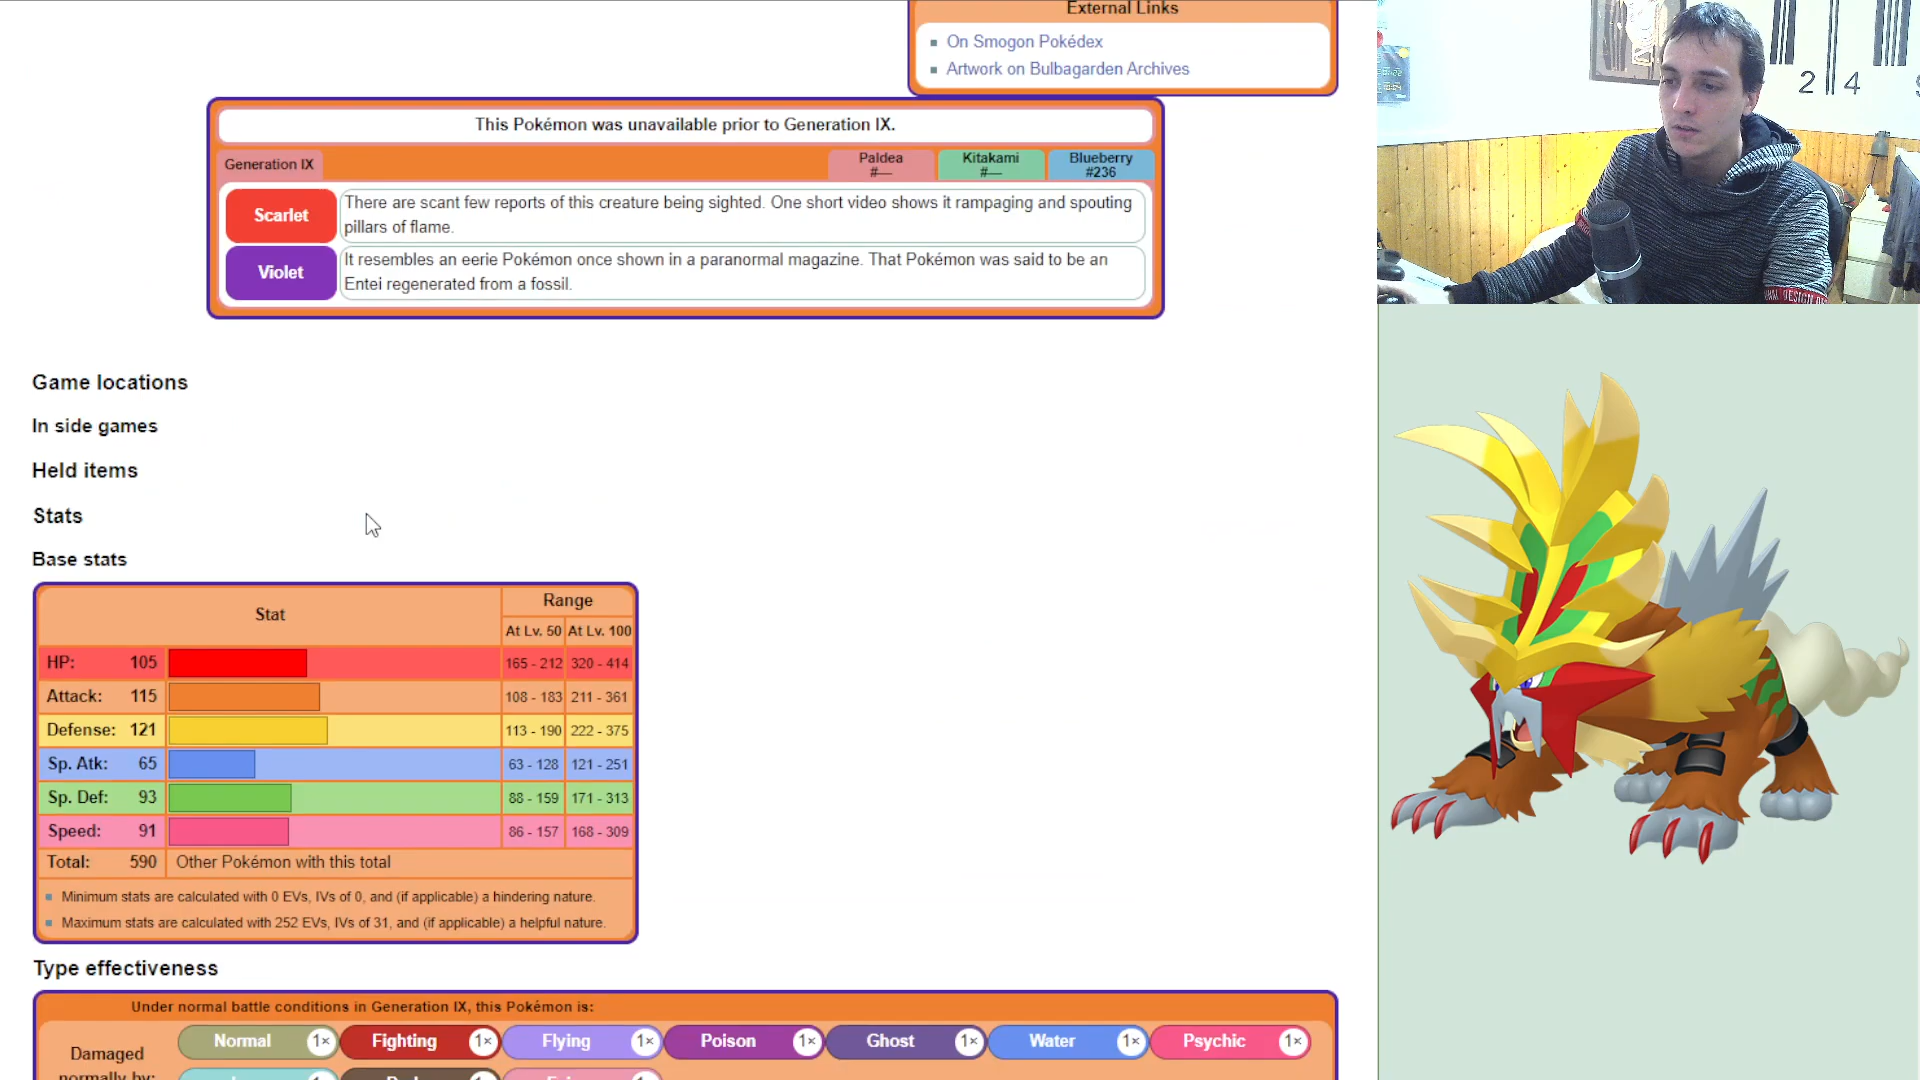 External Links
On Smogon Pokédex
Artwork on Bulbagarden Archives
This Pokémon was unavailable prior to Generation IX.
Generation IX
Paldea
#—
Kitakami
#—
Blueberry
#236
Scarlet
There are scant few reports of this creature being sighted. One short video shows it rampaging and spouting
pillars of flame.
Violet
It resembles an eerie Pokémon once shown in a paranormal magazine. That Pokémon was said to be an
Entei regenerated from a fossil.
Game locations
In side games
Held items
Stats
Base stats
Stat
Range
At Lv. 50 At Lv. 100
HP: 105 165 - 212 320 - 414
Attack: 115 108 - 183 211 - 361
Defense: 121 113 - 190 222 - 375
Sp. Atk: 65 63 - 128 121 - 251
Sp. Def: 93 88 - 159 171 - 313
Speed: 91 86 - 157 168 - 309
Total: 590 Other Pokémon with this total
Minimum stats are calculated with 0 EVs, IVs of 0, and (if applicable) a hindering nature.
Maximum stats are calculated with 252 EVs, IVs of 31, and (if applicable) a helpful nature.
Type effectiveness
Under normal battle conditions in Generation IX, this Pokémon is:
Damaged
normally by:
Normal 1× Fighting 1× Flying 1× Poison 1× Ghost 1× Water 1× Psychic 1×
2 4